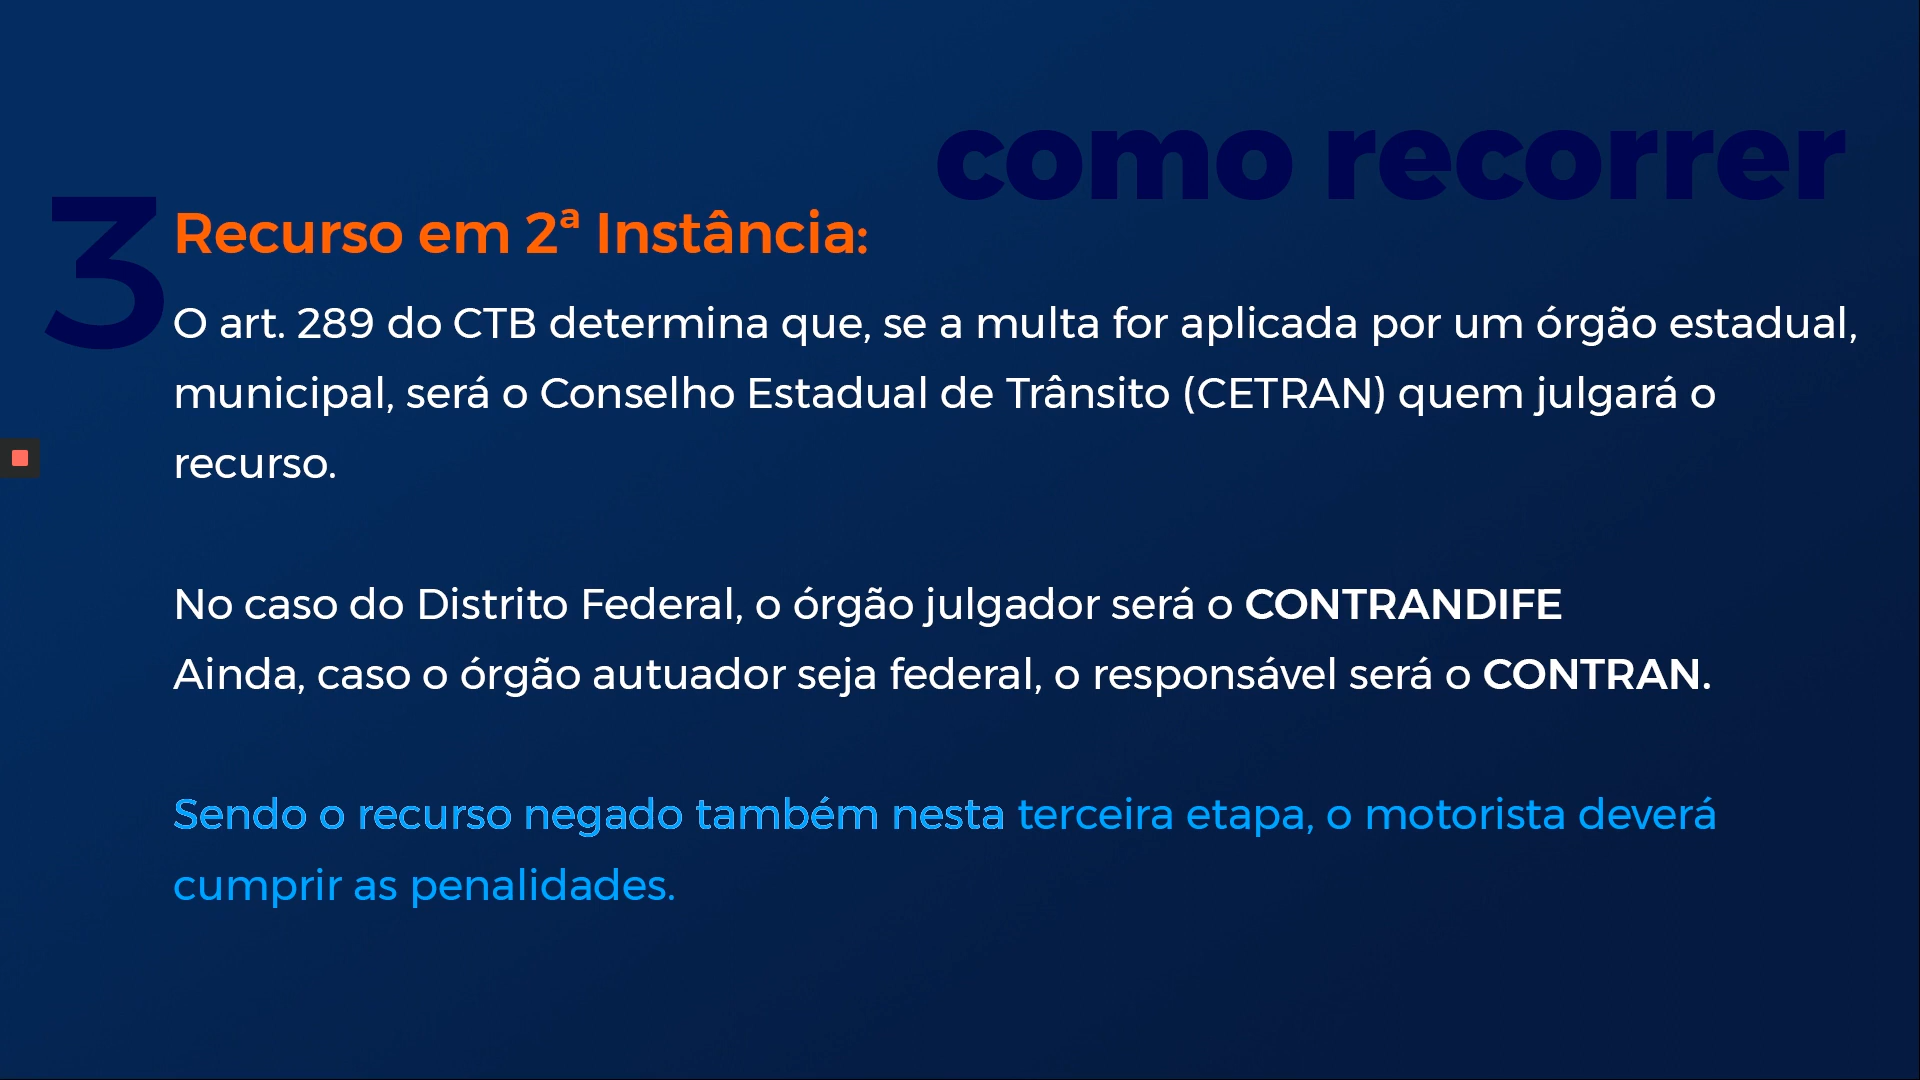 como recorrer
3
Recurso em 2ª Instância:
O art. 289 do CTB determina que, se a multa for aplicada por um órgão estadual,
municipal, será o Conselho Estadual de Trânsito (CETRAN) quem julgará o
recurso.
No caso do Distrito Federal, o órgão julgador será o CONTRANDIFE
Ainda, caso o órgão autuador seja federal, o responsável será o CONTRAN.
Sendo o recurso negado também nesta terceira etapa, o motorista deverá
cumprir as penalidades.